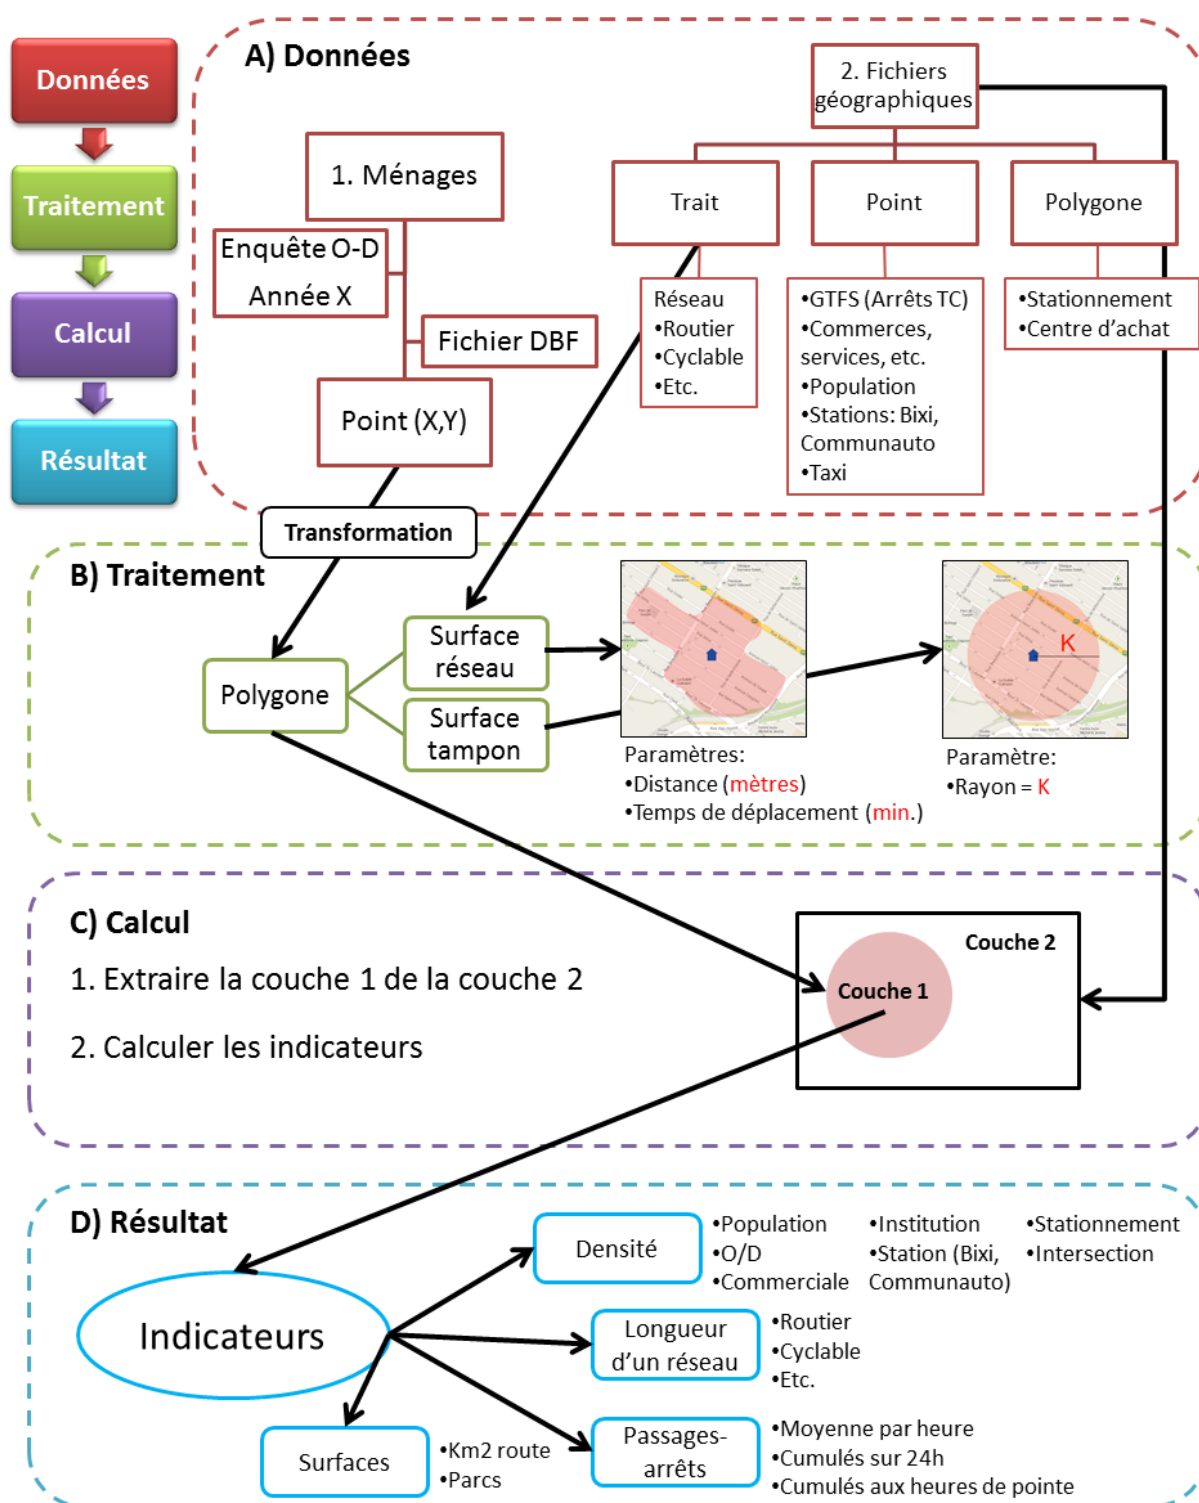 Données
Traitement
Calcul
Résultat
A) Données
1. Ménages
Enquête O-D
Année X
Fichier DBF
Point (X,Y)
2. Fichiers
géographiques
Trait
Point
Polygone
Réseau
•Routier
•Cyclable
•Etc.
•GTFS (Arrêts TC)
•Commerces,
services, etc.
•Population
•Stations: Bixi,
Communauto
•Taxi
•Stationnement
•Centre d'achat
Transformation
B) Traitement
Polygone
Surface
réseau
Surface
tampon
K
Paramètres:
•Distance (mètres)
•Temps de déplacement (min.)
Paramètre:
•Rayon = K
C) Calcul
1. Extraire la couche 1 de la couche 2
2. Calculer les indicateurs
Couche 2
Couche 1
D) Résultat
Indicateurs
Densité
•Population
•O/D
•Commerciale
•Institution
•Station (Bixi,
Communauto)
•Stationnement
•Intersection
Longueur
d'un réseau
•Routier
•Cyclable
•Etc.
Passages-
arrêts
•Moyenne par heure
•Cumulés sur 24h
•Cumulés aux heures de pointe
Surfaces
•Km2 route
•Parcs